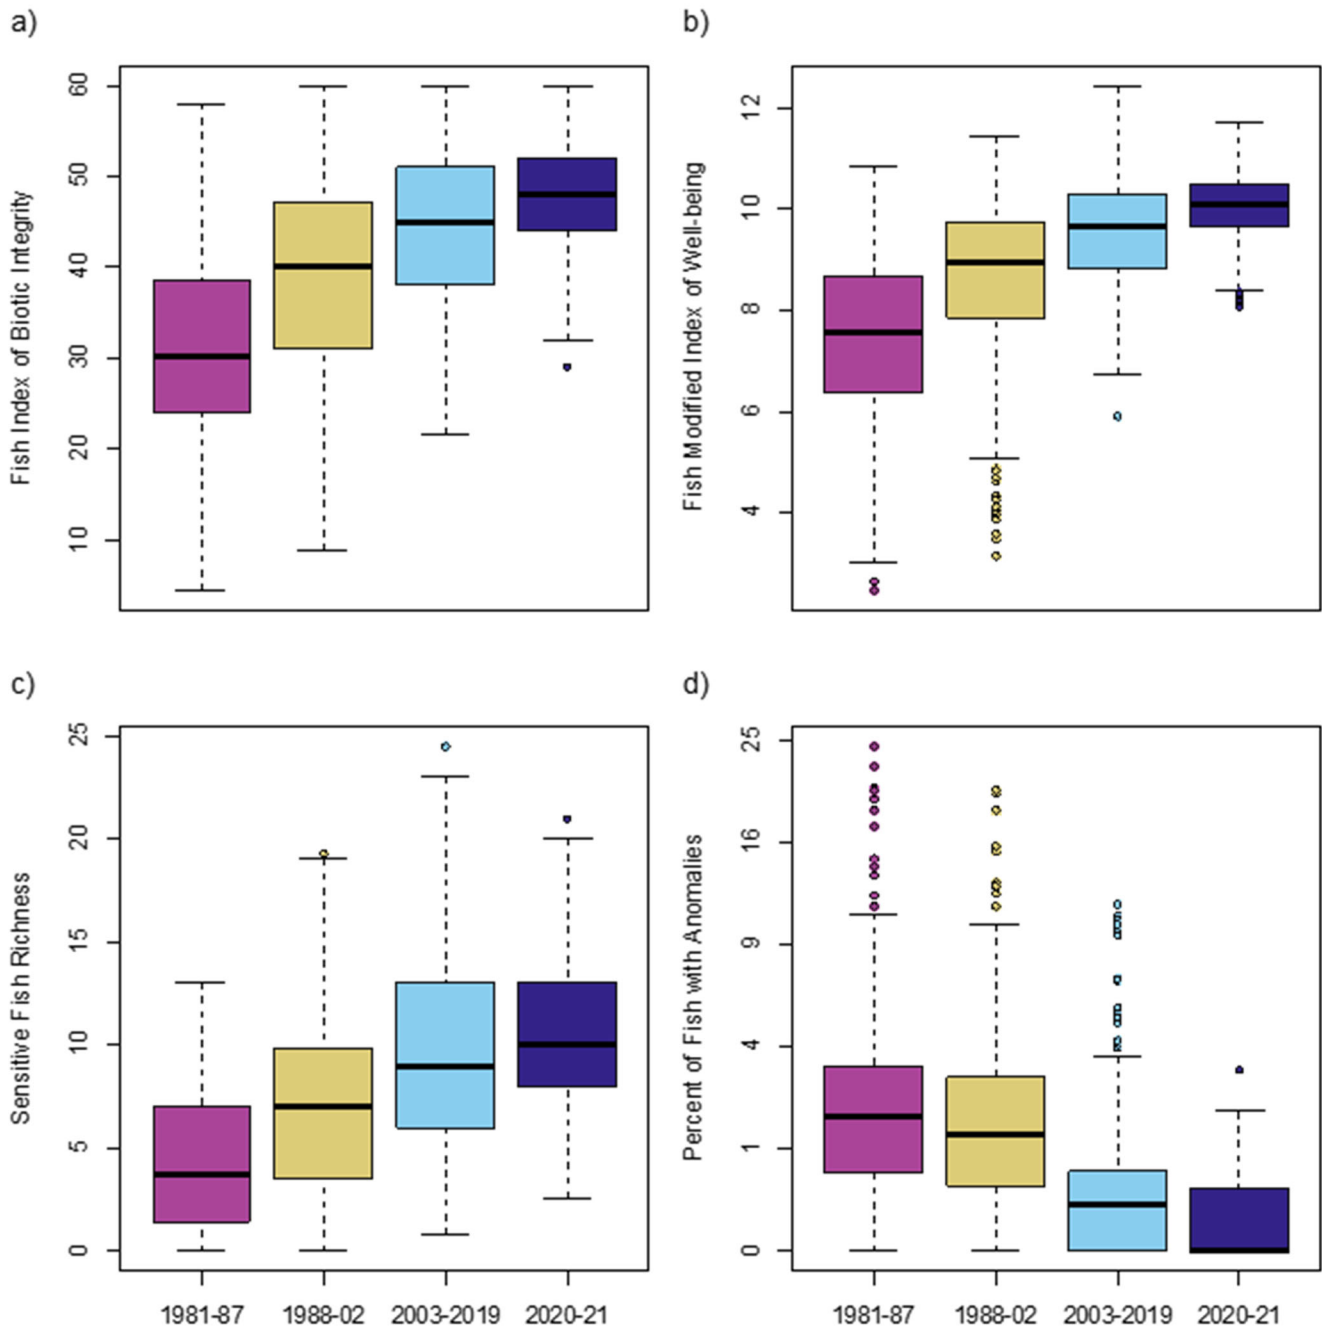 a)
Fish Index of Biotic Integrity
60
50
40
30
20
10
b)
Fish Modified Index of Well-being
12
10
8
6
4
c)
Sensitive Fish Richness
25
20
15
10
5
0
1981-87 1988-02 2003-2019 2020-21
d)
Percent of Fish with Anomalies
25
16
9
4
1
0
1981-87 1988-02 2003-2019 2020-21